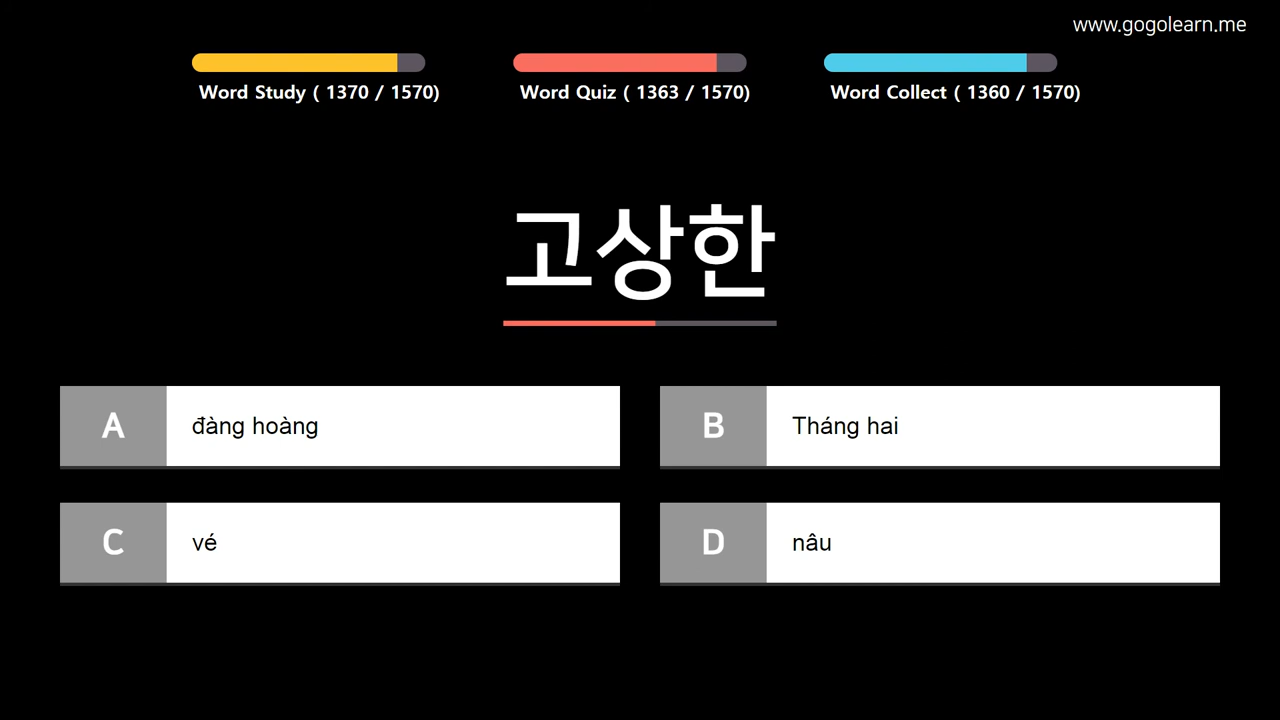 www.gogolearn.me
Word Study ( 1370 / 1570)
Word Quiz ( 1363 / 1570)
Word Collect ( 1360 / 1570)
고상한
A đàng hoàng
B Tháng hai
C vé
D nâu